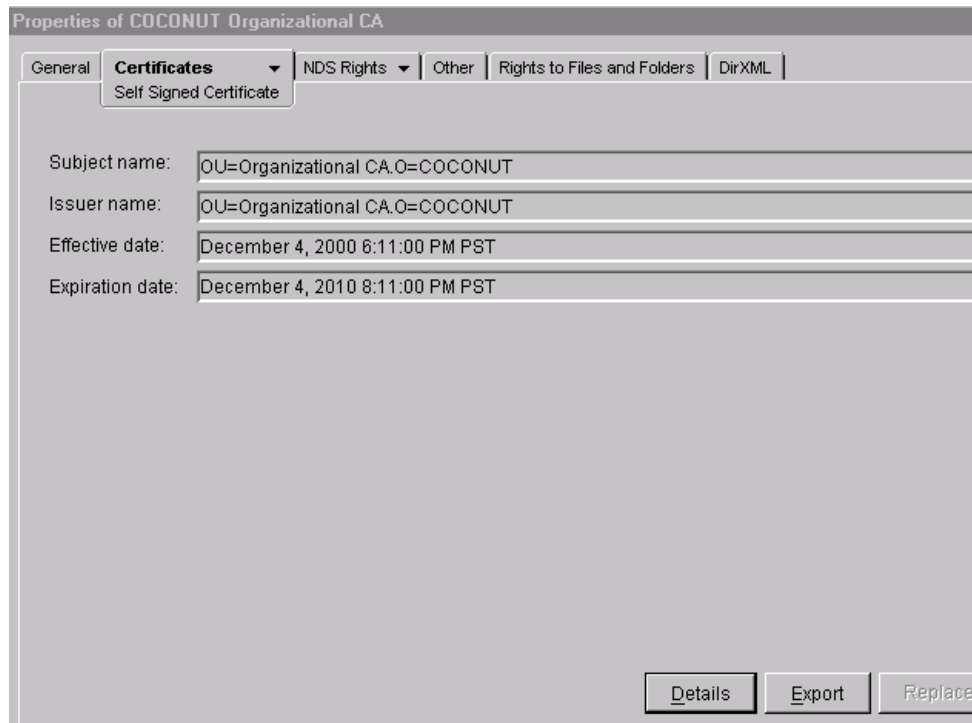 Properties of COCONUT Organizational CA
General Certificates NDS Rights Other Rights to Files and Folders DirXML
Self Signed Certificate
Subject name: OU=Organizational CA.O=COCONUT
Issuer name: OU=Organizational CA.O=COCONUT
Effective date: December 4, 2000 6:11:00 PM PST
Expiration date: December 4, 2010 8:11:00 PM PST
Details Export Replace